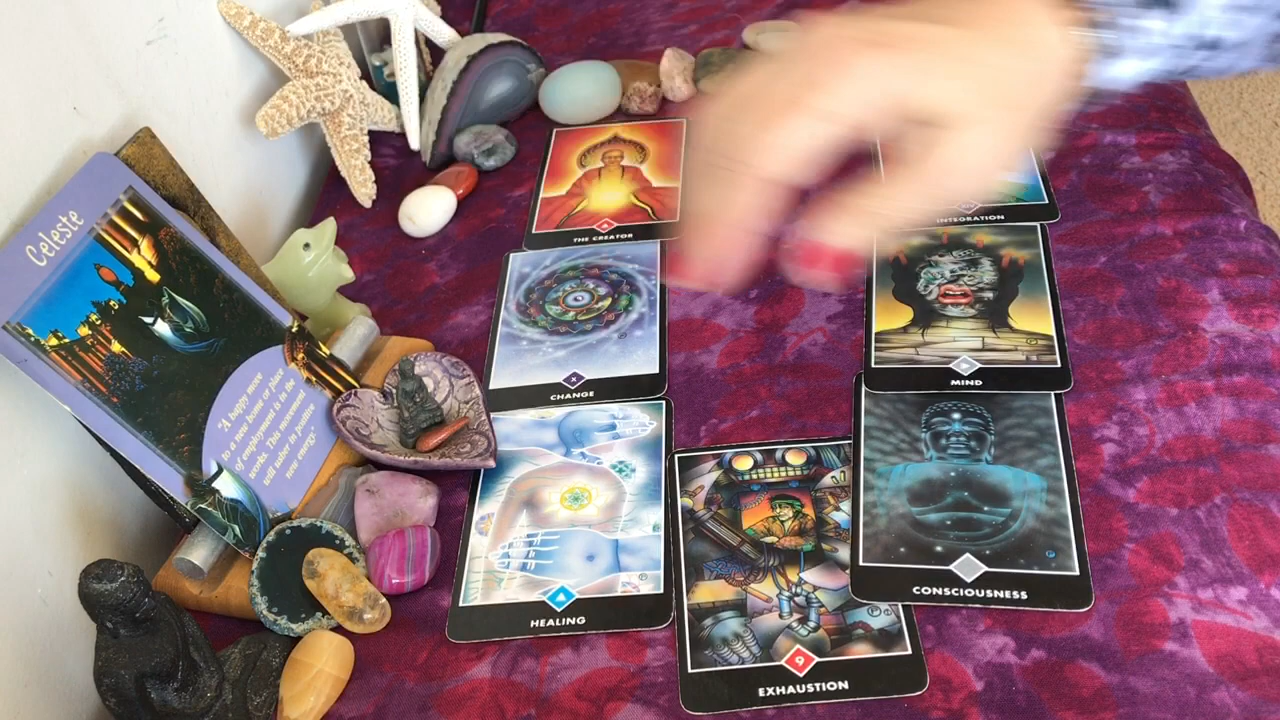 Celeste
"A happy move
to a new home or place
of employment is in the
works. This movement
will usher in positive
new energy."
THE CREATOR
INTEGRATION
X
CHANGE
MIND
HEALING
CONSCIOUSNESS
9
EXHAUSTION